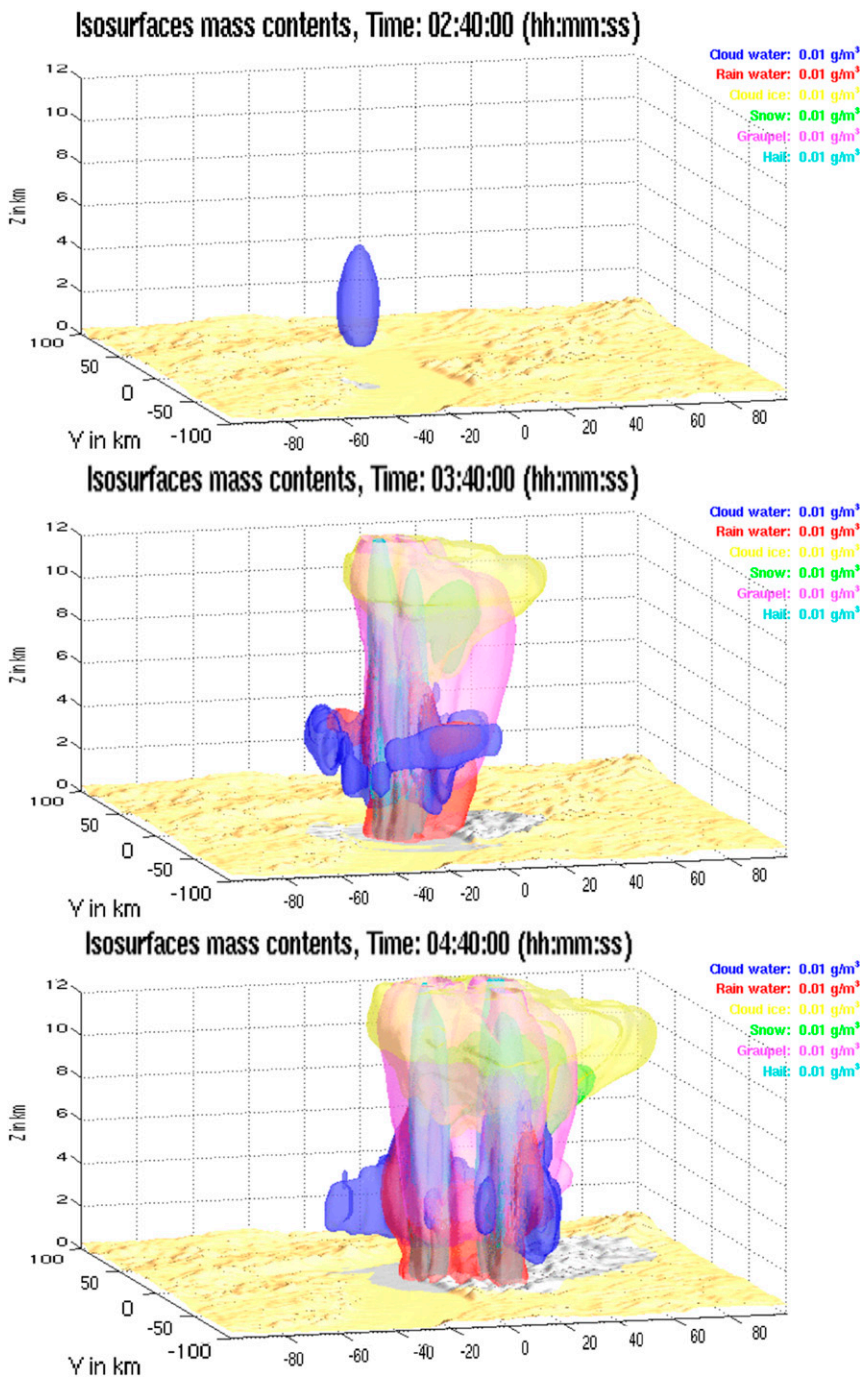 Isosurfaces mass contents, Time: 02:40:00 (hh:mm:ss)
Cloud water: 0.01 g/m³
Rain water: 0.01 g/m³
Cloud ice: 0.01 g/m³
Snow: 0.01 g/m³
Graupel: 0.01 g/m³
Hail: 0.01 g/m³
12
10
8
6
4
2
0
Z in km
100
50
0
-50
-100
Y in km
-80 -60 -40 -20 0 20 40 60 80
Isosurfaces mass contents, Time: 03:40:00 (hh:mm:ss)
Cloud water: 0.01 g/m³
Rain water: 0.01 g/m³
Cloud ice: 0.01 g/m³
Snow: 0.01 g/m³
Graupel: 0.01 g/m³
Hail: 0.01 g/m³
12
10
8
6
4
2
0
Z in km
100
50
0
-50
-100
Y in km
-80 -60 -40 -20 0 20 40 60 80
Isosurfaces mass contents, Time: 04:40:00 (hh:mm:ss)
Cloud water: 0.01 g/m³
Rain water: 0.01 g/m³
Cloud ice: 0.01 g/m³
Snow: 0.01 g/m³
Graupel: 0.01 g/m³
Hail: 0.01 g/m³
12
10
8
6
4
2
0
Z in km
100
50
0
-50
-100
Y in km
-80 -60 -40 -20 0 20 40 60 80